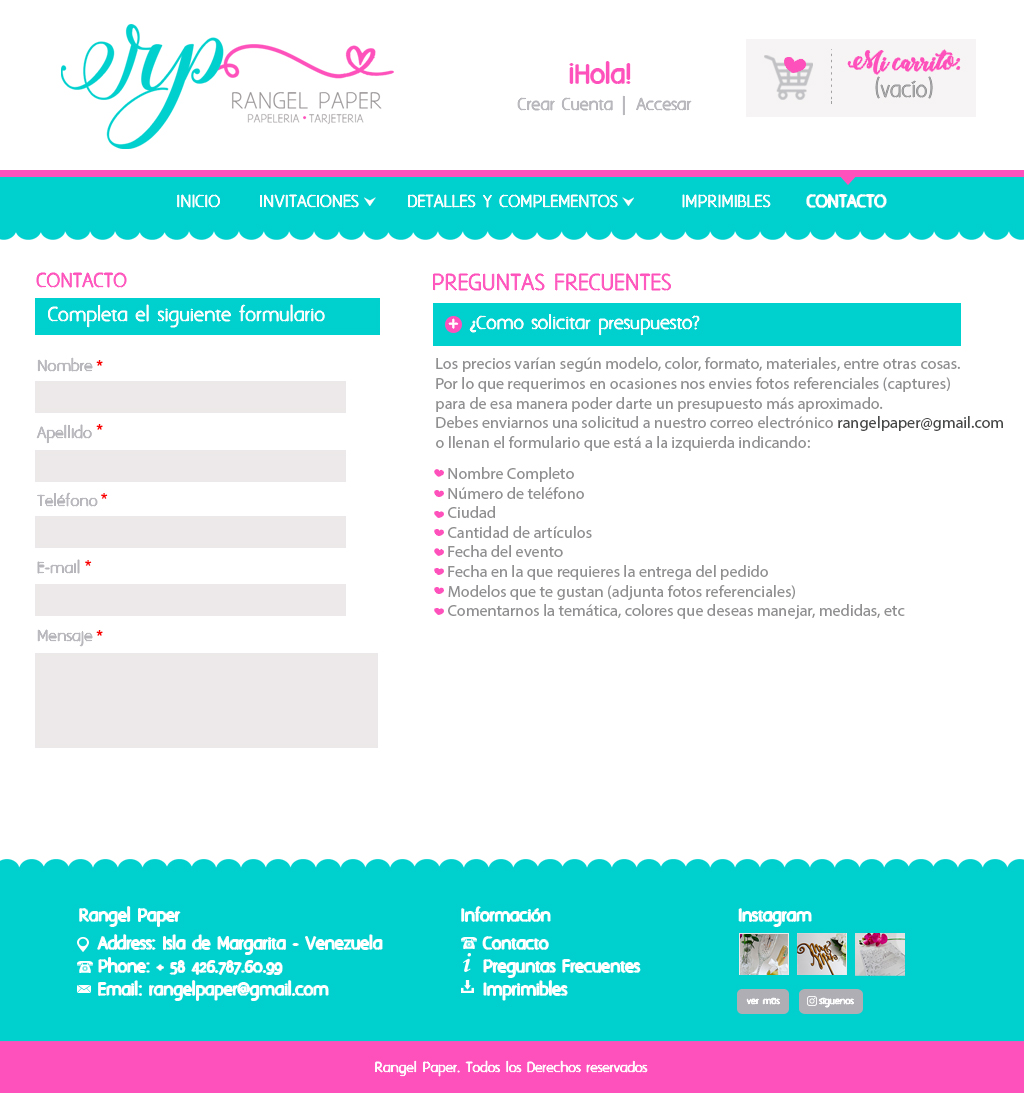 erp
RANGEL PAPER
PAPELERIA • TARJETERIA
¡Hola!
Crear Cuenta | Accesar
Mi carrito:
(vacío)
INICIO INVITACIONES DETALLES Y COMPLEMENTOS IMPRIMIBLES CONTACTO
CONTACTO
Completa el siguiente formulario
Nombre *
Apellido *
Teléfono *
E-mail *
Mensaje *
PREGUNTAS FRECUENTES
+ ¿Como solicitar presupuesto?
Los precios varían según modelo, color, formato, materiales, entre otras cosas.
Por lo que requerimos en ocasiones nos envies fotos referenciales (captures)
para de esa manera poder darte un presupuesto más aproximado.
Debes enviarnos una solicitud a nuestro correo electrónico rangelpaper@gmail.com
o llenan el formulario que está a la izquierda indicando:
Nombre Completo
Número de teléfono
Ciudad
Cantidad de artículos
Fecha del evento
Fecha en la que requieres la entrega del pedido
Modelos que te gustan (adjunta fotos referenciales)
Comentarnos la temática, colores que deseas manejar, medidas, etc
Rangel Paper
Address: Isla de Margarita - Venezuela
Phone: + 58 426.787.60.99
Email: rangelpaper@gmail.com
Información
Contacto
Preguntas Frecuentes
Imprimibles
Instagram
ver más síguenos
Rangel Paper. Todos los Derechos reservados